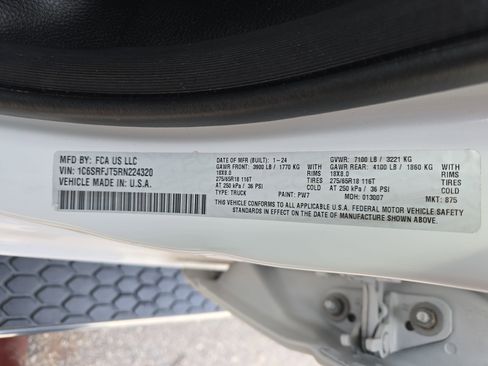 MFD BY: FCA US LLC
VIN: 1C6SRFJT5RN224320
VEHICLE MADE IN U.S.A.
DATE OF MFR (BUILT): 1-24
GAWR FRONT: 3900 LB / 1770 KG
18X8.0 RIMS
275/65R18 116T TIRES
AT 250 kPa / 36 PSI
PAINT: PW7
TYPE: TRUCK
GVWR: 7100 LB / 3221 KG
GAWR REAR: 4100 LB / 1860 KG
18X8.0 RIMS
275/65R18 116T TIRES
AT 250 kPa / 36 PSI COLD
MDH: 013007 MKT: 875
THIS VEHICLE CONFORMS TO ALL APPLICABLE U.S.A. FEDERAL MOTOR VEHICLE SAFETY
STANDARDS IN EFFECT ON THE DATE OF MANUFACTURE SHOWN ABOVE.